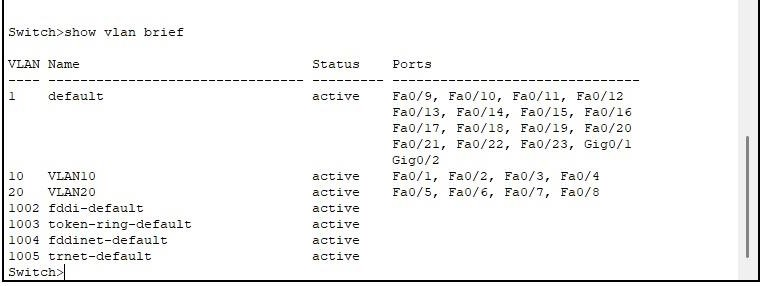 Switch>show vlan brief
VLAN Name                             Status    Ports
---- -------------------------------- --------- -------------------------------
1    default                          active    Fa0/9, Fa0/10, Fa0/11, Fa0/12
                                                Fa0/13, Fa0/14, Fa0/15, Fa0/16
                                                Fa0/17, Fa0/18, Fa0/19, Fa0/20
                                                Fa0/21, Fa0/22, Fa0/23, Gig0/1
                                                Gig0/2
10   VLAN10                           active    Fa0/1, Fa0/2, Fa0/3, Fa0/4
20   VLAN20                           active    Fa0/5, Fa0/6, Fa0/7, Fa0/8
1002 fddi-default                     active
1003 token-ring-default               active
1004 fddinet-default                  active
1005 trnet-default                    active
Switch>